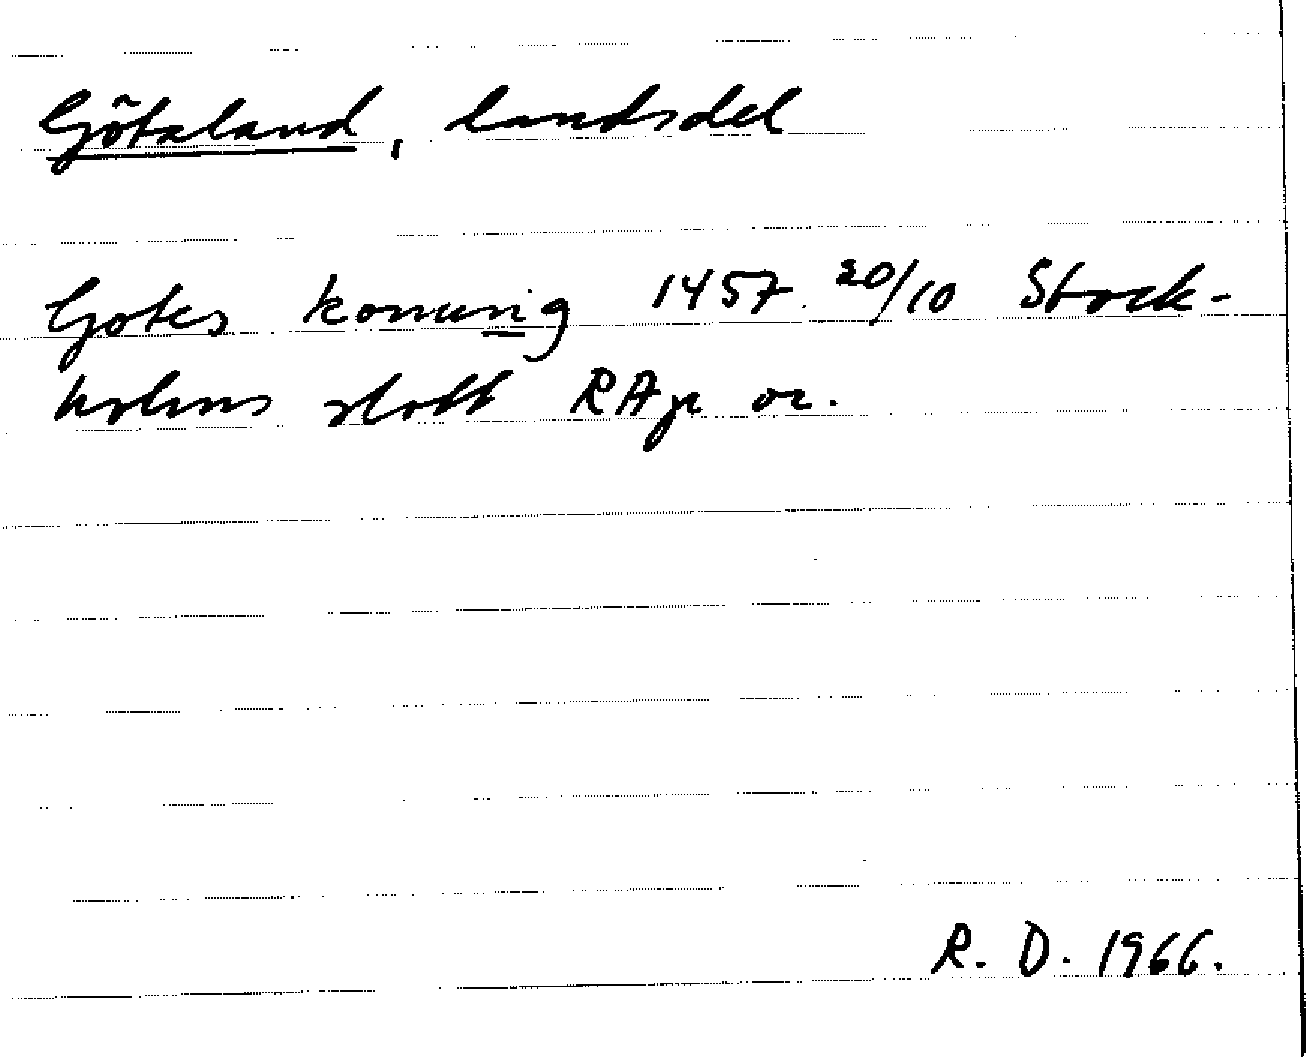 Götaland, landsdel
Gotes konung 1457 20/10 Stock-
holms slott RAp or.
R. D. 1966.